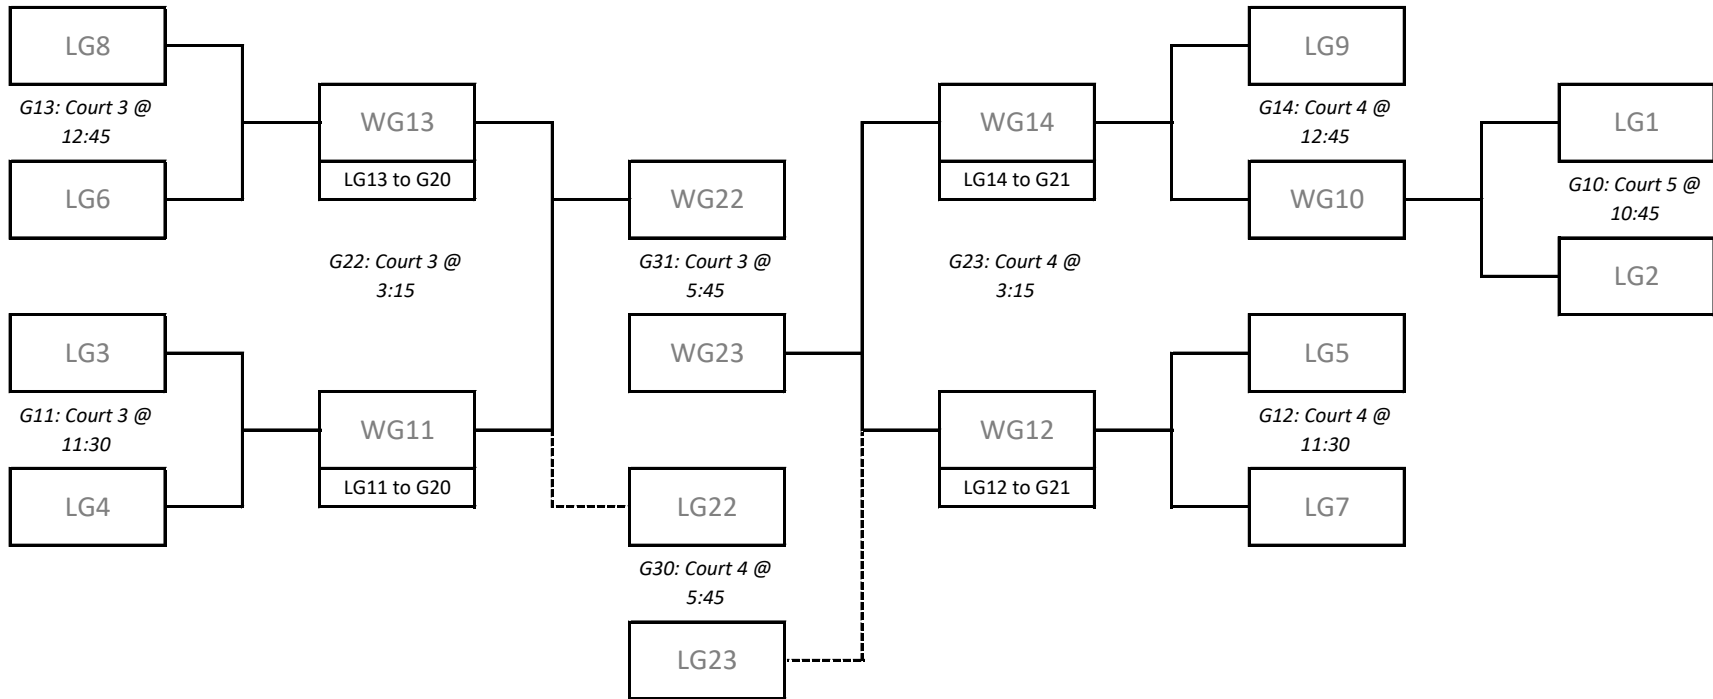 LG8
G13: Court 3 @
12:45
LG6
LG3
G11: Court 3 @
11:30
LG4
WG13
LG13 to G20
G22: Court 3 @
3:15
WG11
LG11 to G20
WG22
G31: Court 3 @
5:45
WG23
LG22
G30: Court 4 @
5:45
LG23
WG14
LG14 to G21
G23: Court 4 @
3:15
WG12
LG12 to G21
LG9
G14: Court 4 @
12:45
WG10
LG5
G12: Court 4 @
11:30
LG7
LG1
G10: Court 5 @
10:45
LG2